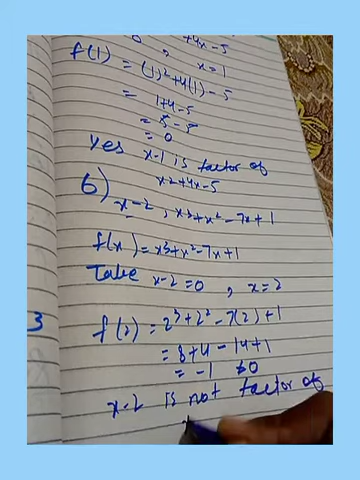 +4x-5
x=1
f(1) = (1)²+4(1)-5
= 1+4-5
= 5-5
= 0
Yes x-1 is factor of
x2+4x-5
6) x-2, x³+x²-7x+1
f(x)=x³+x²-7x+1
Take x-2=0, x=2
3
f(2) = 2³+2²-7(2)+1
= 8+4-14+1
= -1 ≠0
x-2 is not factor of